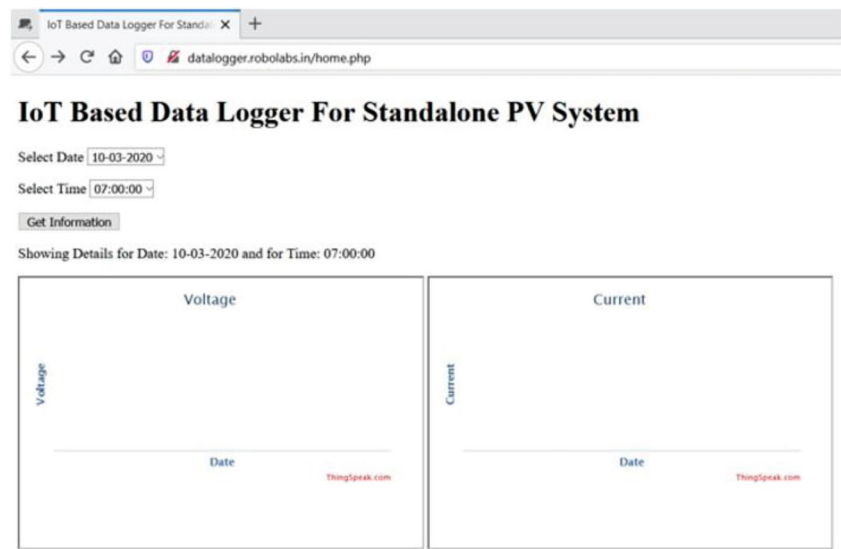 IoT Based Data Logger For Standal
datalogger.robolabs.in/home.php
IoT Based Data Logger For Standalone PV System
Select Date 10-03-2020
Select Time 07:00:00
Get Information
Showing Details for Date: 10-03-2020 and for Time: 07:00:00
Voltage
Voltage
Date
ThingSpeak.com
Current
Current
Date
ThingSpeak.com